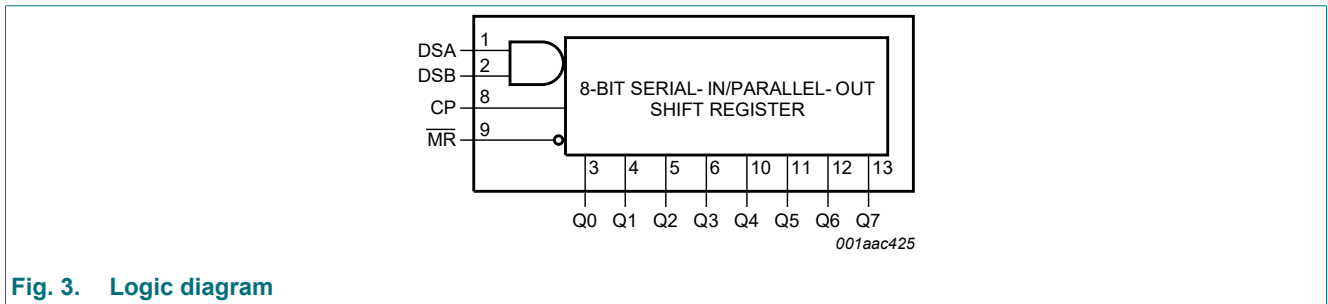 1
DSA
2
DSB
8-BIT SERIAL- IN/PARALLEL- OUT
8
SHIFT REGISTER
CP
9
M̅R̅
3 4 5 6 10 11 12 13
Q0 Q1 Q2 Q3 Q4 Q5 Q6 Q7
001aac425
Fig. 3. Logic diagram